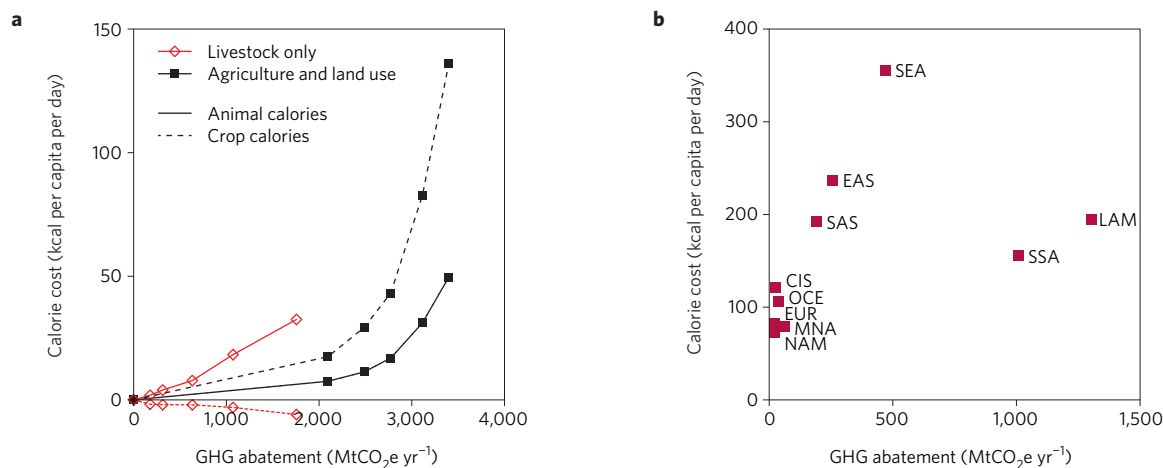 a
Calorie cost (kcal per capita per day)
150
100
50
0
Livestock only
Agriculture and land use
Animal calories
Crop calories
0
1,000
2,000
3,000
4,000
GHG abatement (MtCO₂e yr⁻¹)
b
Calorie cost (kcal per capita per day)
400
300
200
100
0
SEA
EAS
SAS
LAM
SSA
CIS
OCE
EUR
MNA
NAM
0
500
1,000
1,500
GHG abatement (MtCO₂e yr⁻¹)